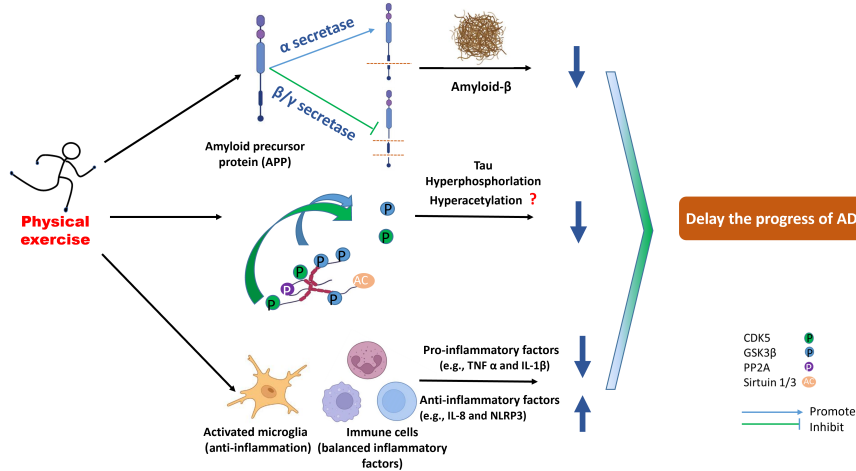 α secretase
β/γ secretase
Amyloid precursor
protein (APP)
Amyloid-β
Physical
exercise
P
P
P
P
P
P
P
P
AC
Tau
Hyperphosphorlation
Hyperacetylation ?
Delay the progress of AD
Activated microglia
(anti-inflammation)
Immune cells
(balanced inflammatory
factors)
Pro-inflammatory factors
(e.g., TNF α and IL-1β)
Anti-inflammatory factors
(e.g., IL-8 and NLRP3)
CDK5 P
GSK3β P
PP2A P
Sirtuin 1/3 AC
Promote
Inhibit